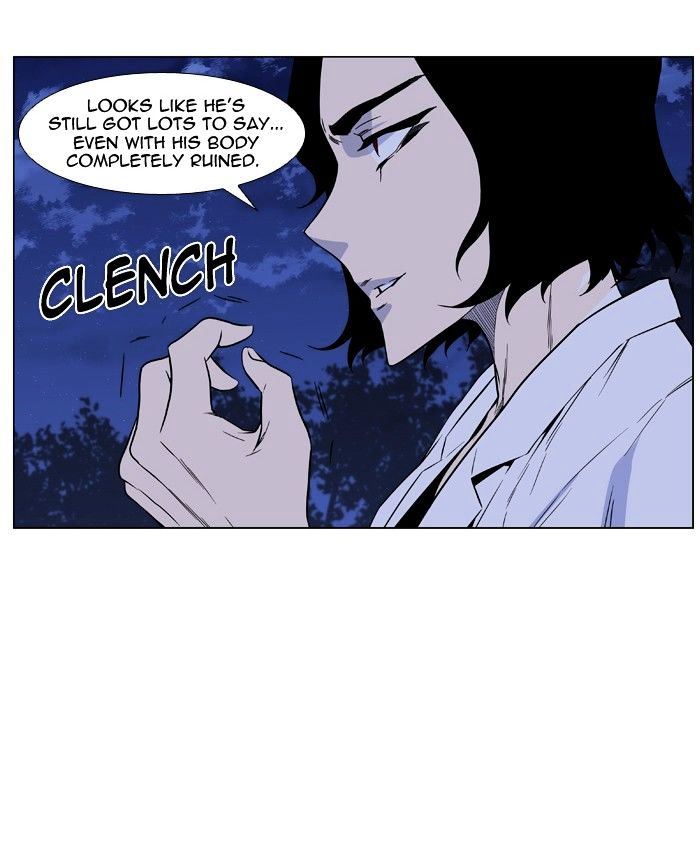 LOOKS LIKE HE'S
STILL GOT LOTS TO SAY...
EVEN WITH HIS BODY
COMPLETELY RUINED.
CLENCH